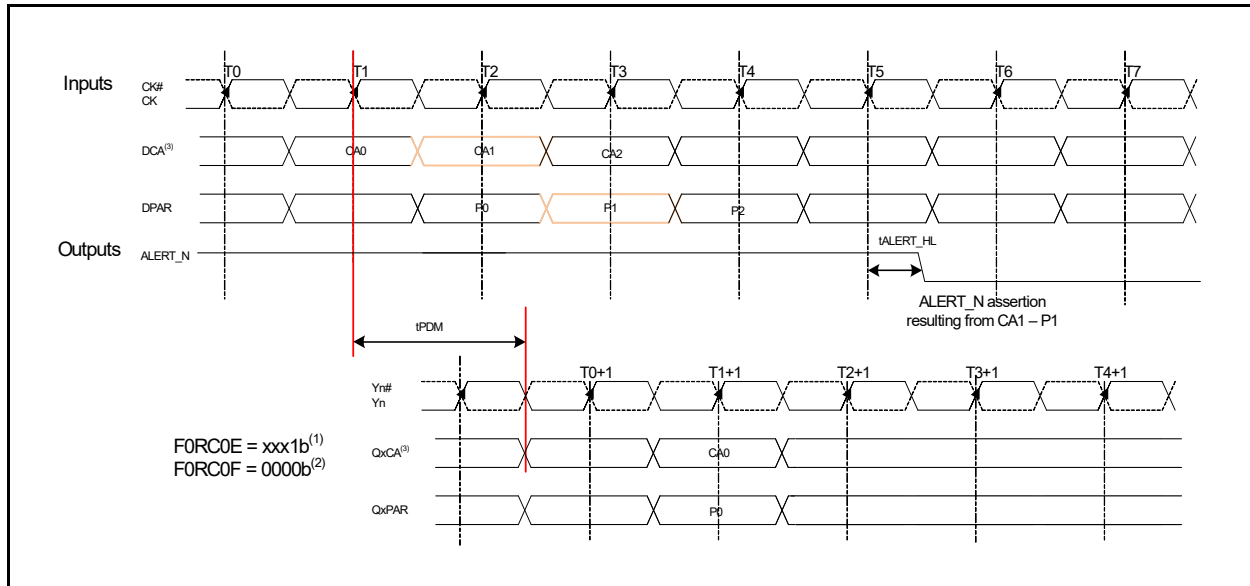 T0 T1 T2 T3 T4 T5 T6 T7
Inputs
CK#
CK
DCA(3) CA0 CA1 CA2
DPAR P0 P1 P2
Outputs
ALERT_N
tALERT_HL
ALERT_N assertion
resulting from CA1 – P1
tPDM
T0+1 T1+1 T2+1 T3+1 T4+1
Yn#
Yn
F0RC0E = xxx1b(1)
F0RC0F = 0000b(2)
QxCA(3) CA0
QxPAR P0